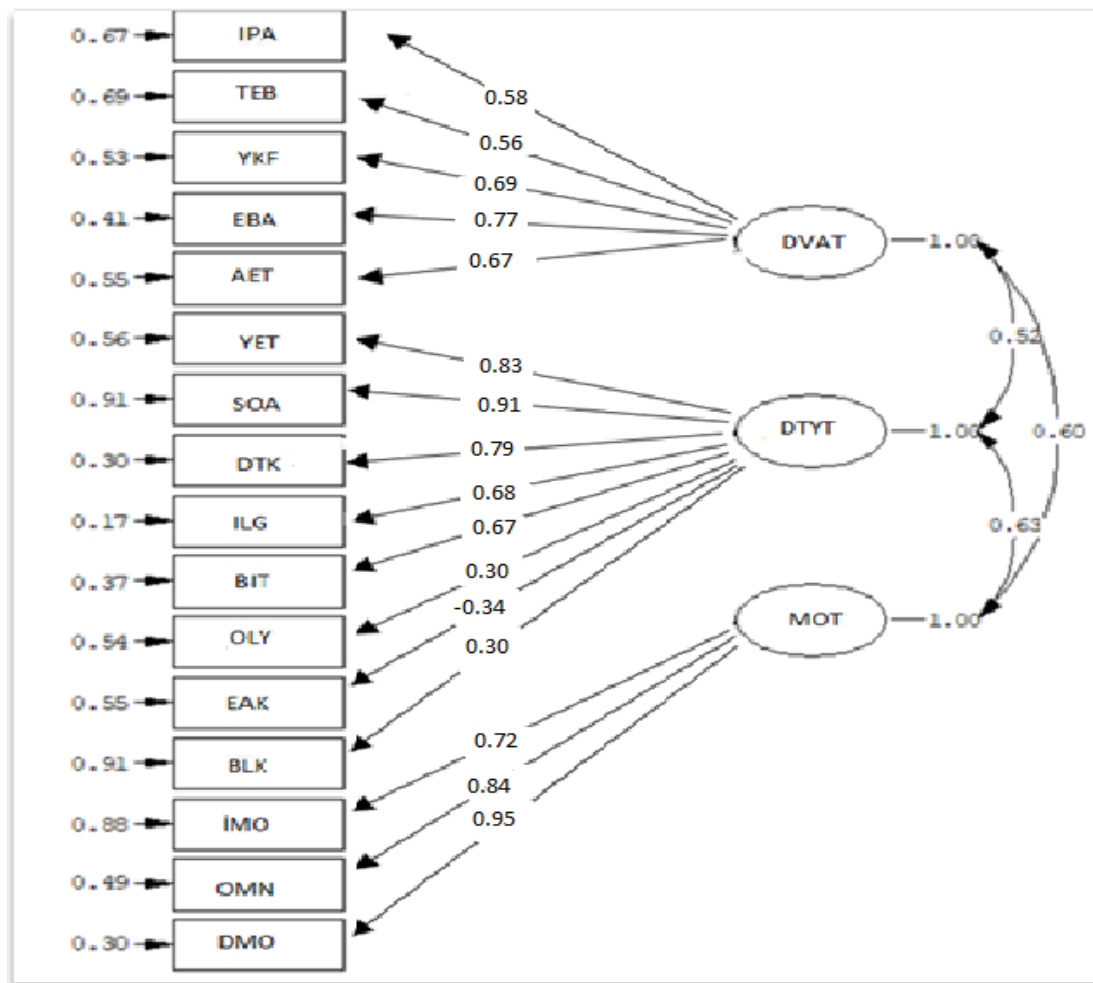 0.67 IPA
0.58
0.69 TEB
0.56
0.53 YKF
0.69
0.41 EBA
0.77
DVAT 1.00
0.55 AET
0.67
0.56 YET
0.83
0.52
0.91 SOA
0.91
DTYT 1.00 0.60
0.30 DTK
0.79
0.17 ILG
0.68
0.63
0.37 BIT
0.67
0.30
0.54 OLY
-0.34
MOT 1.00
0.30
0.55 EAK
0.91 BLK
0.72
0.84
0.88 İMO
0.95
0.49 OMN
0.30 DMO